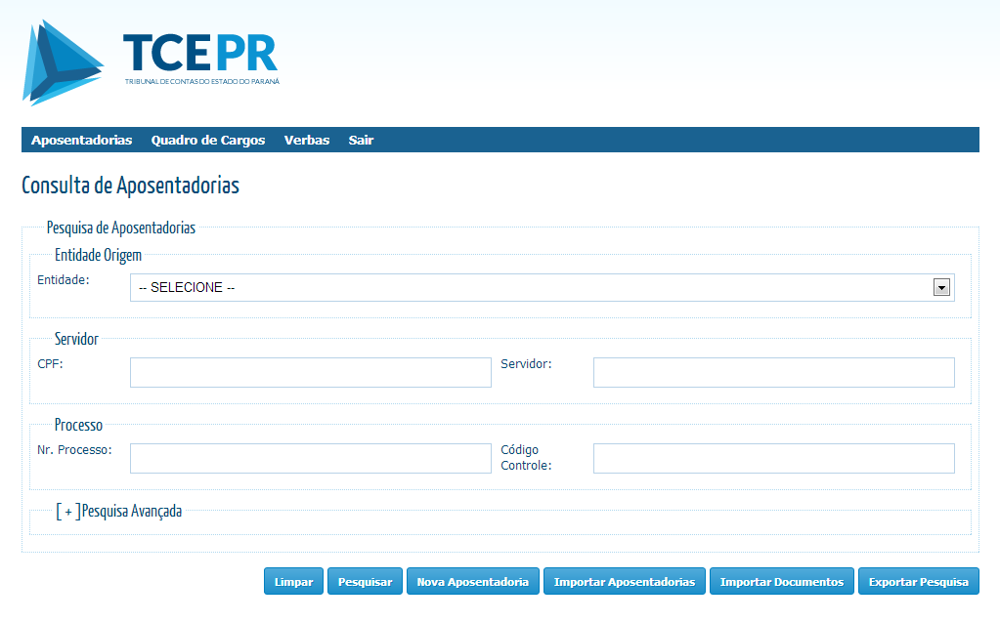 TCEPR
TRIBUNAL DE CONTAS DO ESTADO DO PARANÁ
Aposentadorias Quadro de Cargos Verbas Sair
Consulta de Aposentadorias
Pesquisa de Aposentadorias
Entidade Origem
Entidade: -- SELECIONE --
Servidor
CPF: Servidor:
Processo
Nr. Processo: Código
Controle:
[ + ]Pesquisa Avançada
Limpar Pesquisar Nova Aposentadoria Importar Aposentadorias Importar Documentos Exportar Pesquisa